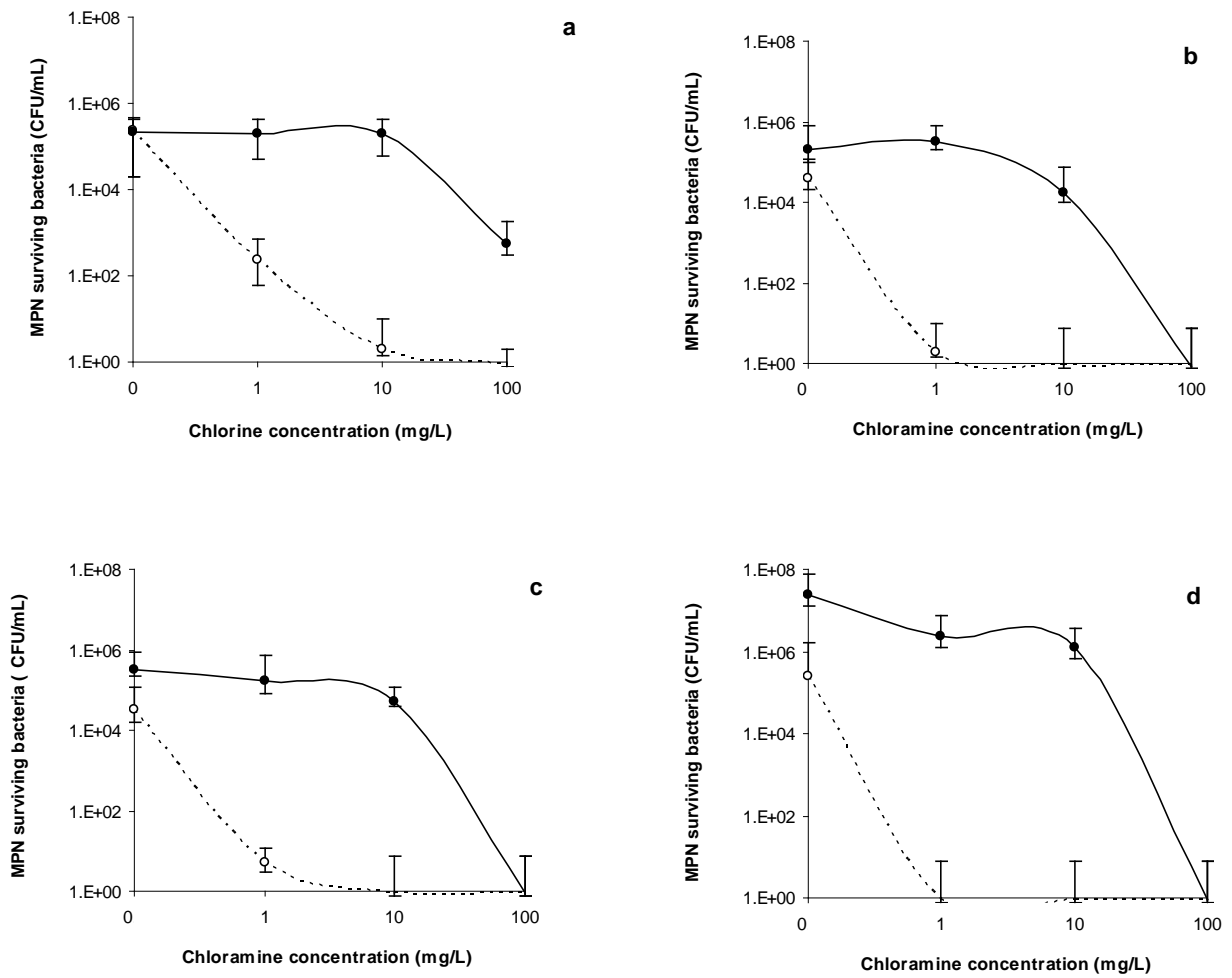 a
MPN surviving bacteria (CFU/mL)
1.E+08
1.E+06
1.E+04
1.E+02
1.E+00
0 1 10 100
Chlorine concentration (mg/L)
b
MPN surviving bacteria (CFU/mL)
1.E+08
1.E+06
1.E+04
1.E+02
1.E+00
0 1 10 100
Chloramine concentration (mg/L)
c
MPN surviving bacteria ( CFU/mL)
1.E+08
1.E+06
1.E+04
1.E+02
1.E+00
0 1 10 100
Chloramine concentration (mg/L)
d
MPN surviving bacteria (CFU/mL)
1.E+08
1.E+06
1.E+04
1.E+02
1.E+00
0 1 10 100
Chloramine concentration (mg/L)